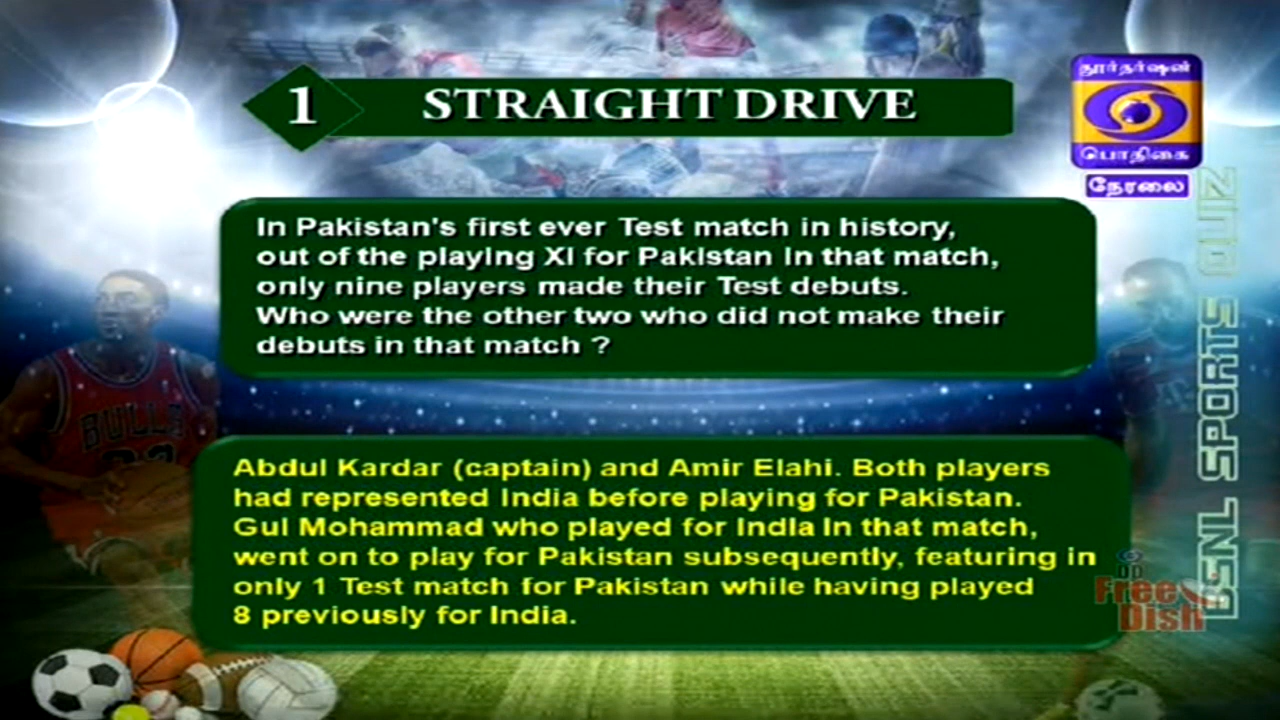 1 STRAIGHT DRIVE
தூர்தர்ஷன்
பொதிகை
நேரலை
In Pakistan's first ever Test match in history,
out of the playing XI for Pakistan in that match,
only nine players made their Test debuts.
Who were the other two who did not make their
debuts in that match ?
Abdul Kardar (captain) and Amir Elahi. Both players
had represented India before playing for Pakistan.
Gul Mohammad who played for India in that match,
went on to play for Pakistan subsequently, featuring in
only 1 Test match for Pakistan while having played
8 previously for India.
BSNL SPORTS QUIZ
DD
Free
Dish
BULLS